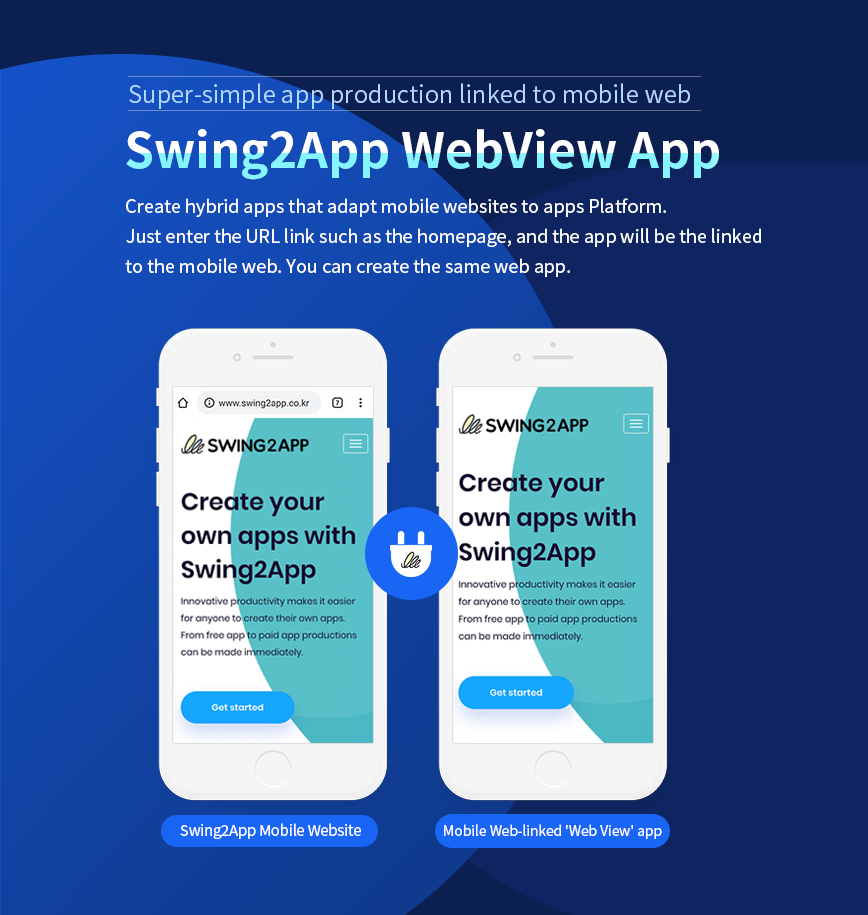 Super-simple app production linked to mobile web
Swing2App WebView App
Create hybrid apps that adapt mobile websites to apps Platform.
Just enter the URL link such as the homepage, and the app will be the linked
to the mobile web. You can create the same web app.
www.swing2app.co.kr
7
SWING2APP
Create your
own apps with
Swing2App
Innovative productivity makes it easier
for anyone to create their own apps.
From free app to paid app productions
can be made immediately.
Get started
Swing2App Mobile Website
SWING2APP
Create your
own apps with
Swing2App
Innovative productivity makes it easier
for anyone to create their own apps.
From free app to paid app productions
can be made immediately.
Get started
Mobile Web-linked 'Web View' app